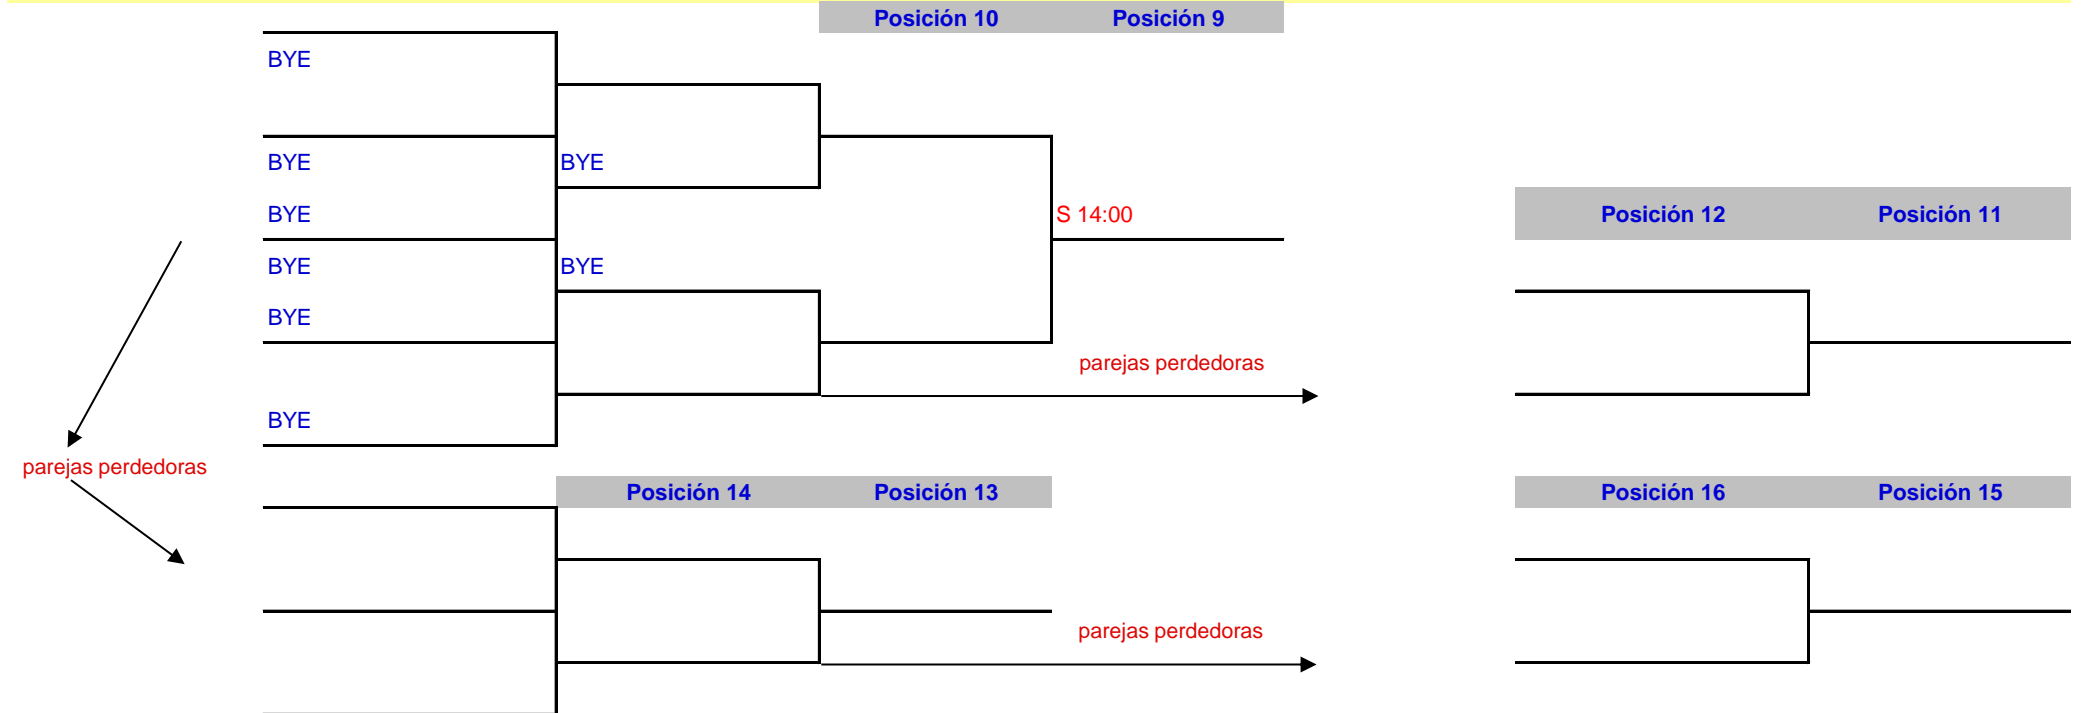 Posición 10 Posición 9
BYE
BYE BYE
BYE S 14:00 Posición 12 Posición 11
BYE BYE
BYE
parejas perdedoras
BYE
parejas perdedoras
Posición 14 Posición 13 Posición 16 Posición 15
parejas perdedoras